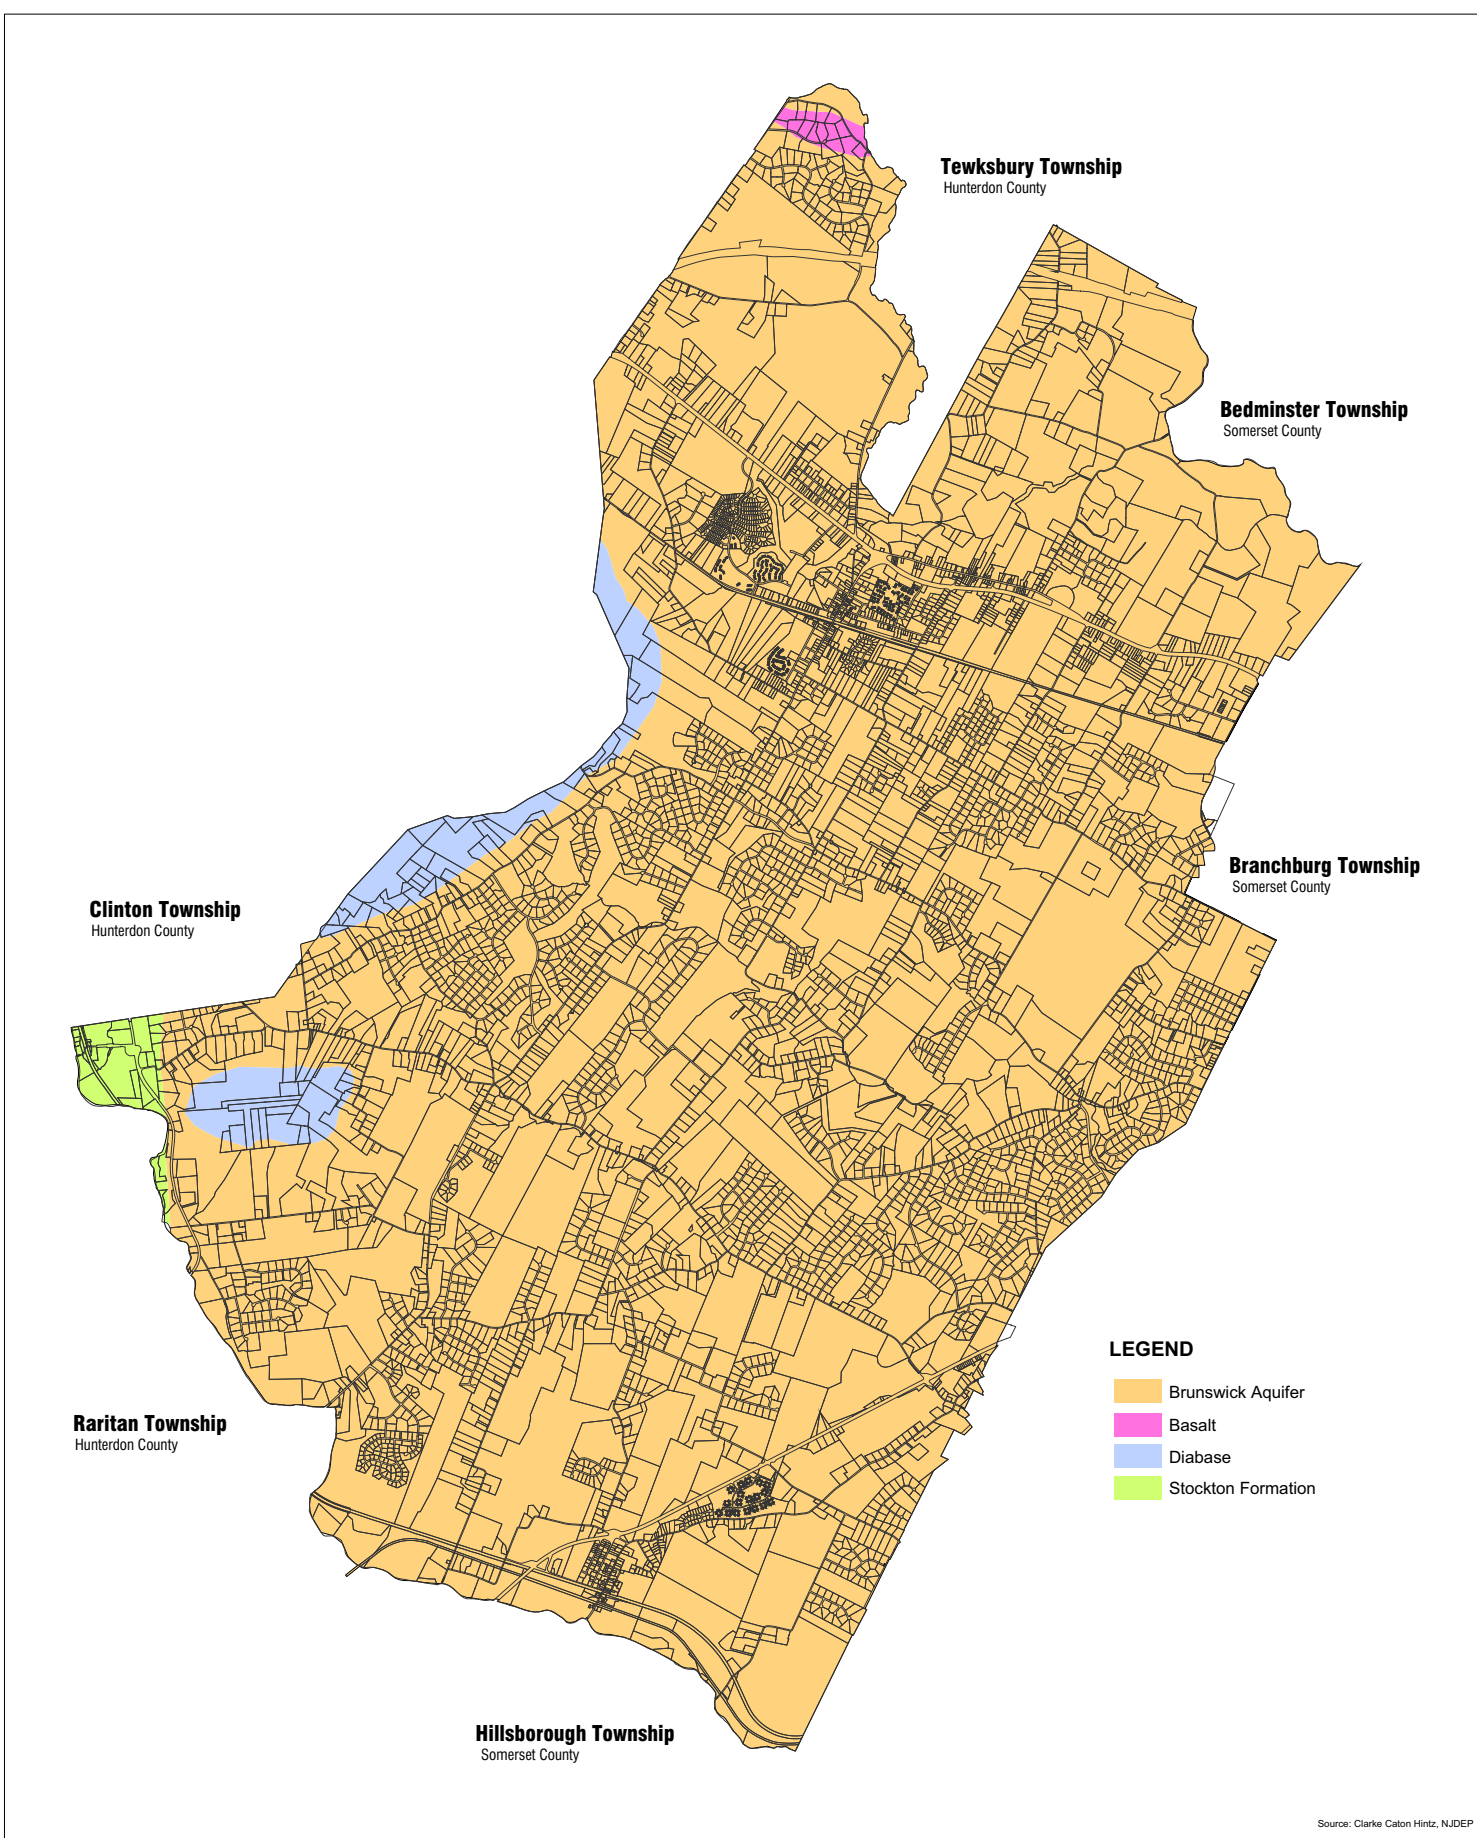 Tewksbury Township
Hunterdon County
Bedminster Township
Somerset County
Branchburg Township
Somerset County
Clinton Township
Hunterdon County
LEGEND
Brunswick Aquifer
Basalt
Diabase
Stockton Formation
Raritan Township
Hunterdon County
Hillsborough Township
Somerset County
Source: Clarke Caton Hintz, NJDEP